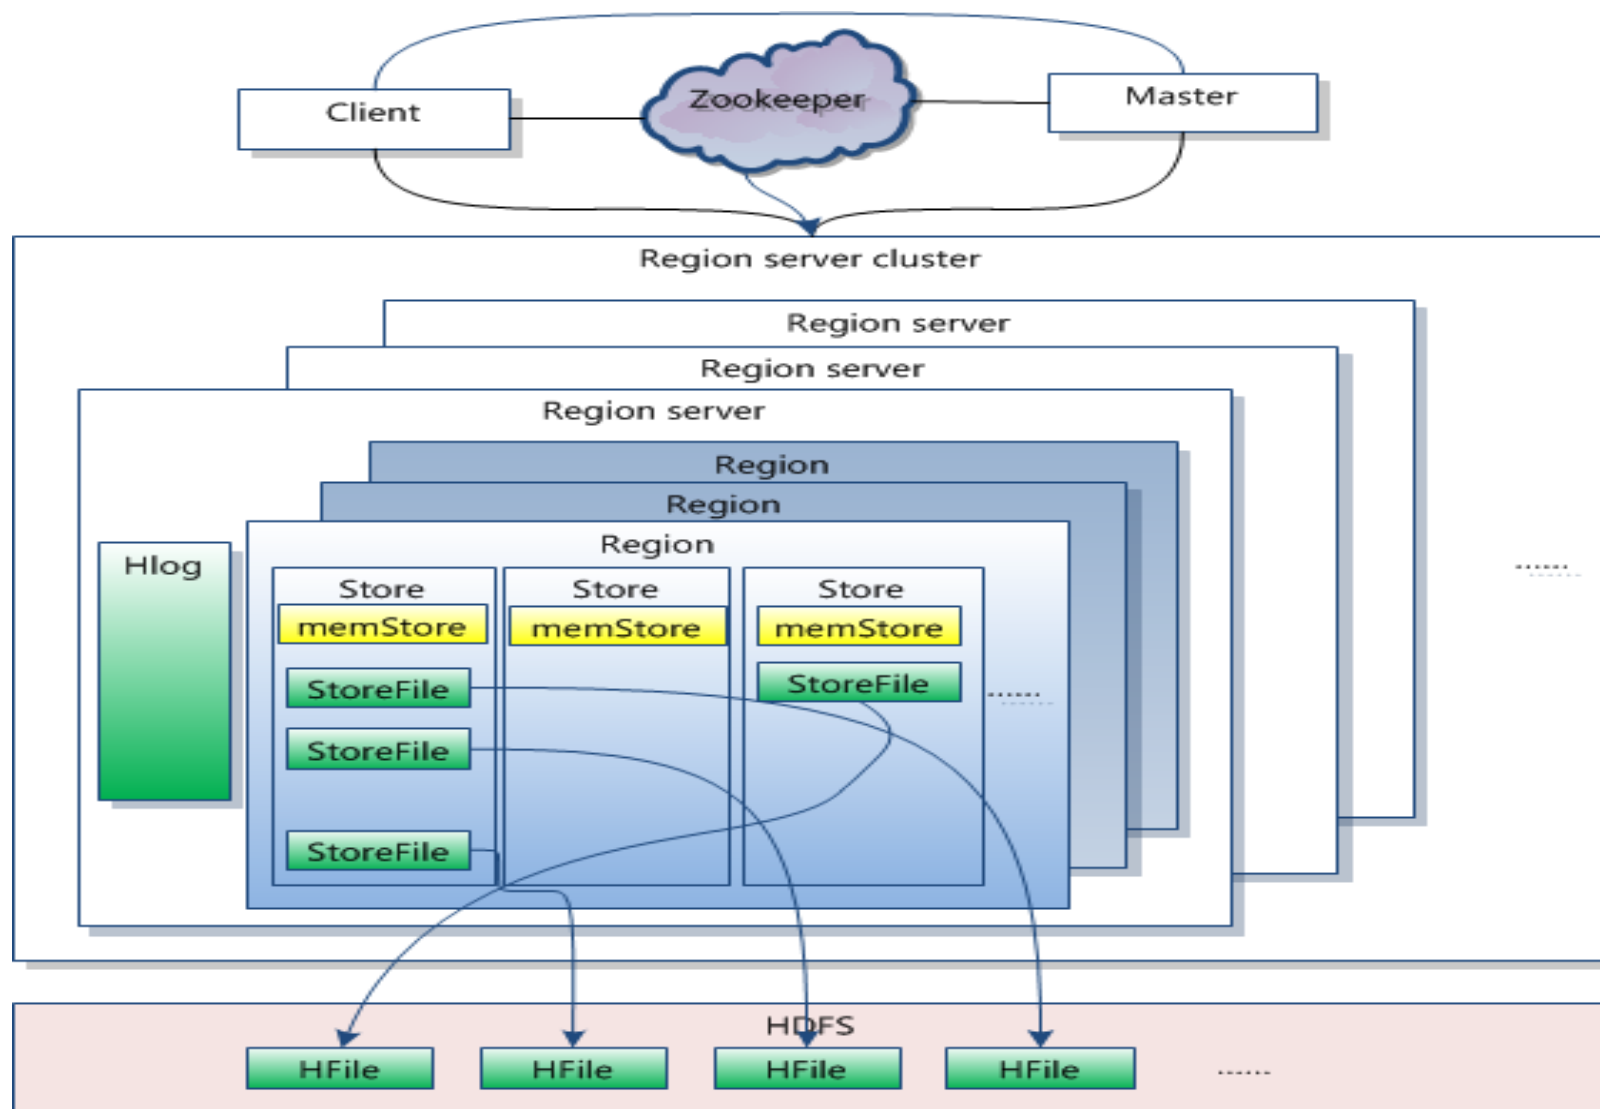 Client
Zookeeper
Master
Region server cluster
Region server
Region server
Region server
Region
Region
Region
Hlog
Store
Store
Store
memStore
memStore
memStore
StoreFile
StoreFile
......
StoreFile
StoreFile
......
HDFS
HFile
HFile
HFile
HFile
......